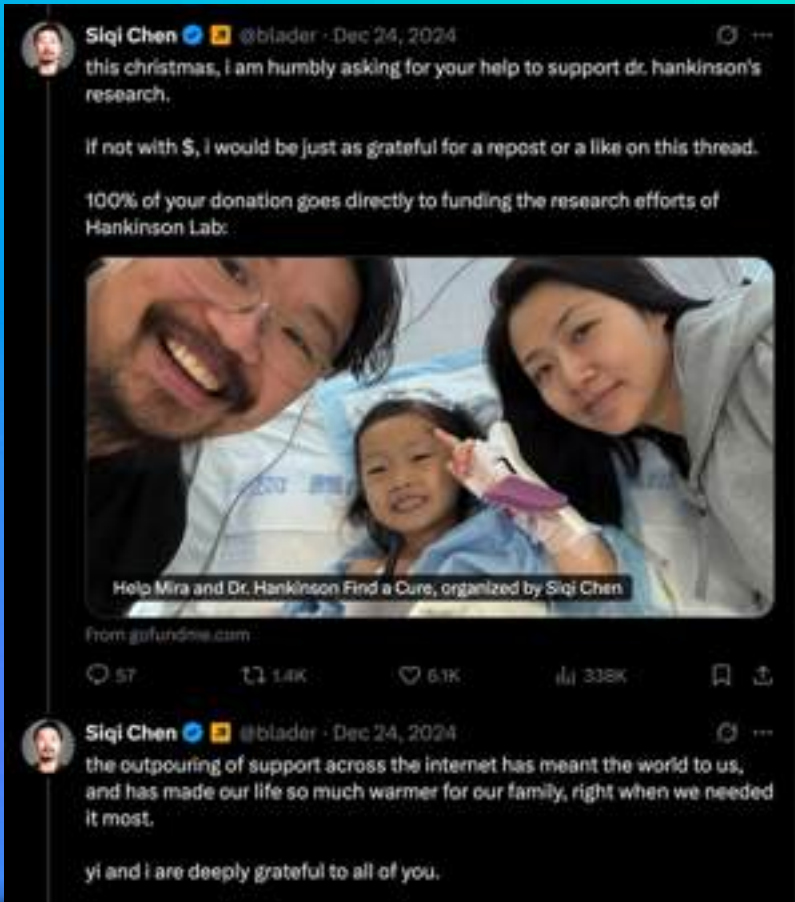 Siqi Chen @blader · Dec 24, 2024
this christmas, i am humbly asking for your help to support dr. hankinson's
research.
if not with $, i would be just as grateful for a repost or a like on this thread.
100% of your donation goes directly to funding the research efforts of
Hankinson Lab:
Help Mira and Dr. Hankinson Find a Cure, organized by Siqi Chen
From gofundme.com
57 1.4K 6.1K 338K
Siqi Chen @blader · Dec 24, 2024
the outpouring of support across the internet has meant the world to us,
and has made our life so much warmer for our family, right when we needed
it most.
yi and i are deeply grateful to all of you.